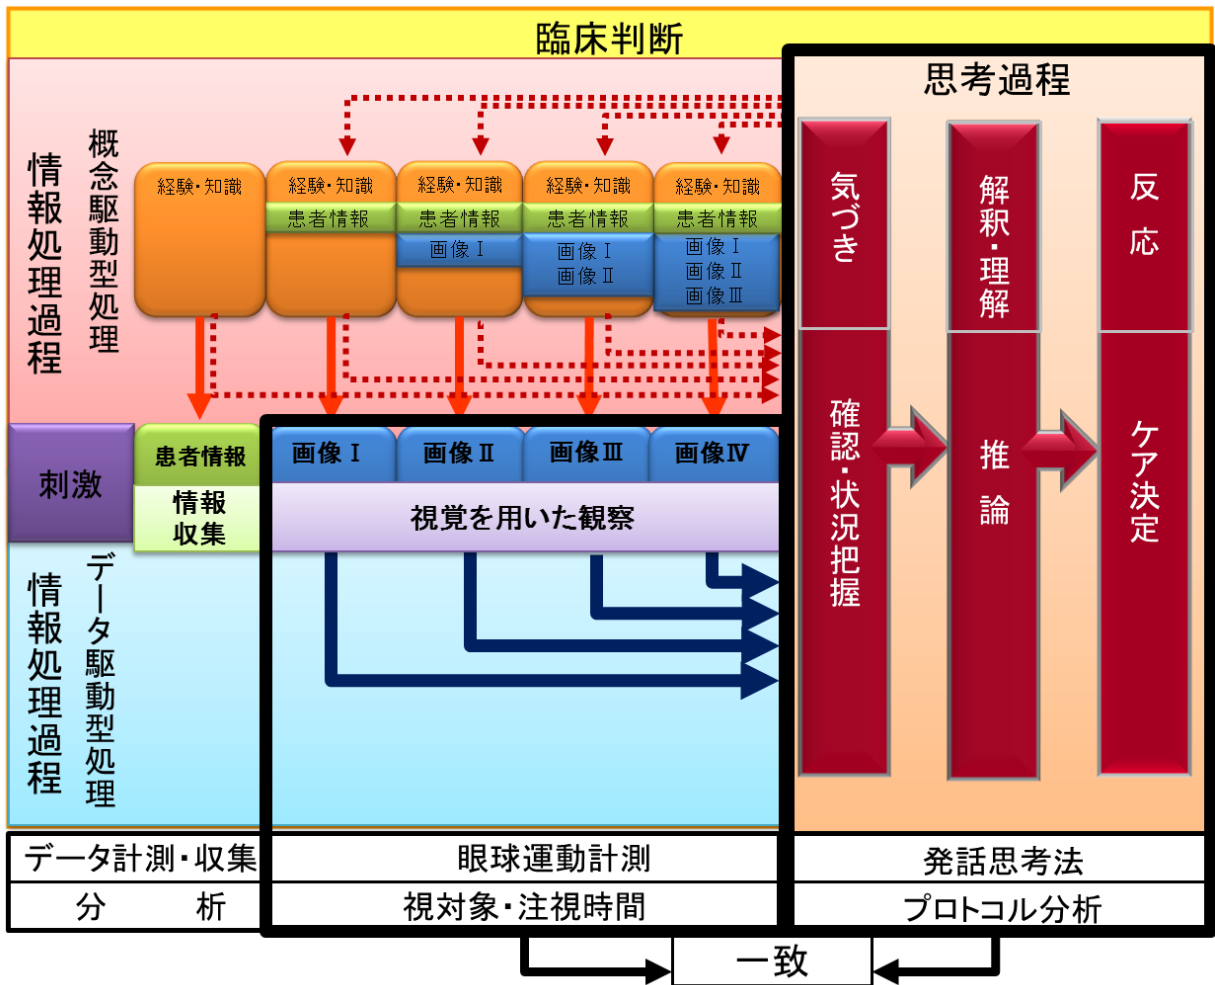 臨床判断
思考過程
情報処理過程
概念駆動型処理
経験・知識
経験・知識
患者情報
経験・知識
患者情報
画像Ⅰ
経験・知識
患者情報
画像Ⅰ
画像Ⅱ
経験・知識
患者情報
画像Ⅰ
画像Ⅱ
画像Ⅲ
気づき
確認・状況把握
解釈・理解
推論
反応
ケア決定
刺激
患者情報
情報
収集
画像Ⅰ
画像Ⅱ
画像Ⅲ
画像Ⅳ
視覚を用いた観察
情報処理過程
データ駆動型処理
データ計測・収集
眼球運動計測
発話思考法
分析
視対象・注視時間
プロトコル分析
一致